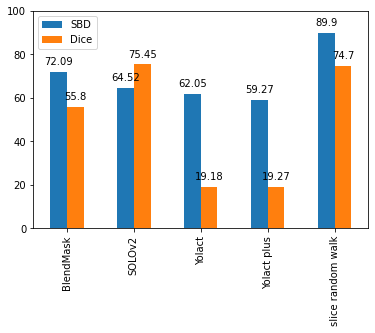 100
80
60
40
20
0
SBD
Dice
72.09
55.8
64.52
75.45
62.05
19.18
59.27
19.27
89.9
74.7
BlendMask
SOLOv2
Yolact
Yolact plus
slice random walk